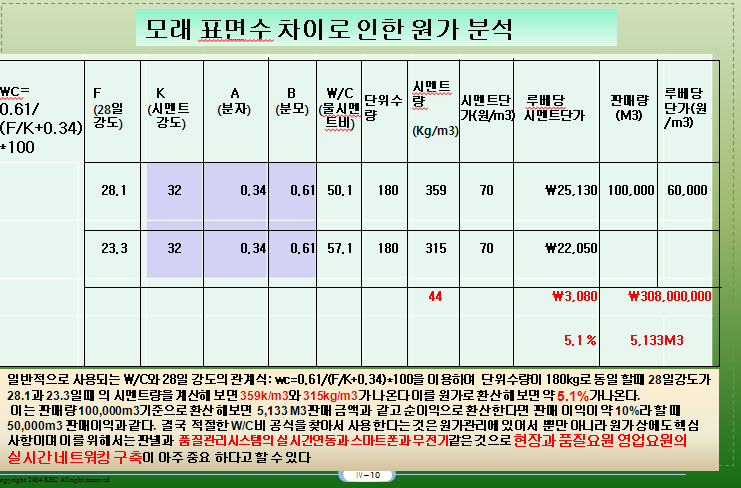 모래 표면수 차이로 인한 원가 분석
WC=
0.61/
(F/K+0.34)
*100
F
(28일
강도)
K
(시멘트
강도)
A
(분자)
B
(분모)
W/C
(물시멘
트비)
단위수
량
시멘트
량
(Kg/m3)
시멘트단
가(원/m3)
루베당
시멘트단가
판매량
(M3)
루베당
단가(원
/m3)
28.1 32 0.34 0.61 50.1 180 359 70 ₩25,130 100,000 60,000
23.3 32 0.34 0.61 57.1 180 315 70 ₩22,050
44 ₩3,080 ₩308,000,000
5.1% 5,133M3
일반적으로 사용되는 W/C와 28일 강도의 관계식: wc=0.61/(F/K+0.34)*100을 이용하며 단위수량이 180kg로 동일 할때 28일강도가
28.1과 23.3일때 의 시멘트량을 계산해 보면 359k/m3와 315kg/m3가 나온다 이를 원가로 환산해 보면 약 5.1%가나온다.
이는 판매량 100,000m3기준으로 환산해보면 5,133 M3판매 금액과 같고 순이익으로 환산한다면 판매 이익이 약 10%라 할 때
50,000m3 판매이익과 같다. 결국 적절한 W/C비 공식을 찾아서 사용 한다는 것은 원가관리에 있어서 뿐만 아니라 원가 상에도 핵심
사항이며 이를 위해서는 판넬과 품질관리시스템의 실시간연동과 스마트폰과 무전기같은 것으로 현장과 품질요원 영업요원의
실시간 네트워킹 구축이 아주 중요 하다고 할 수 있다
copyright 2004 KEC Allright reserved
Ⅳ-10